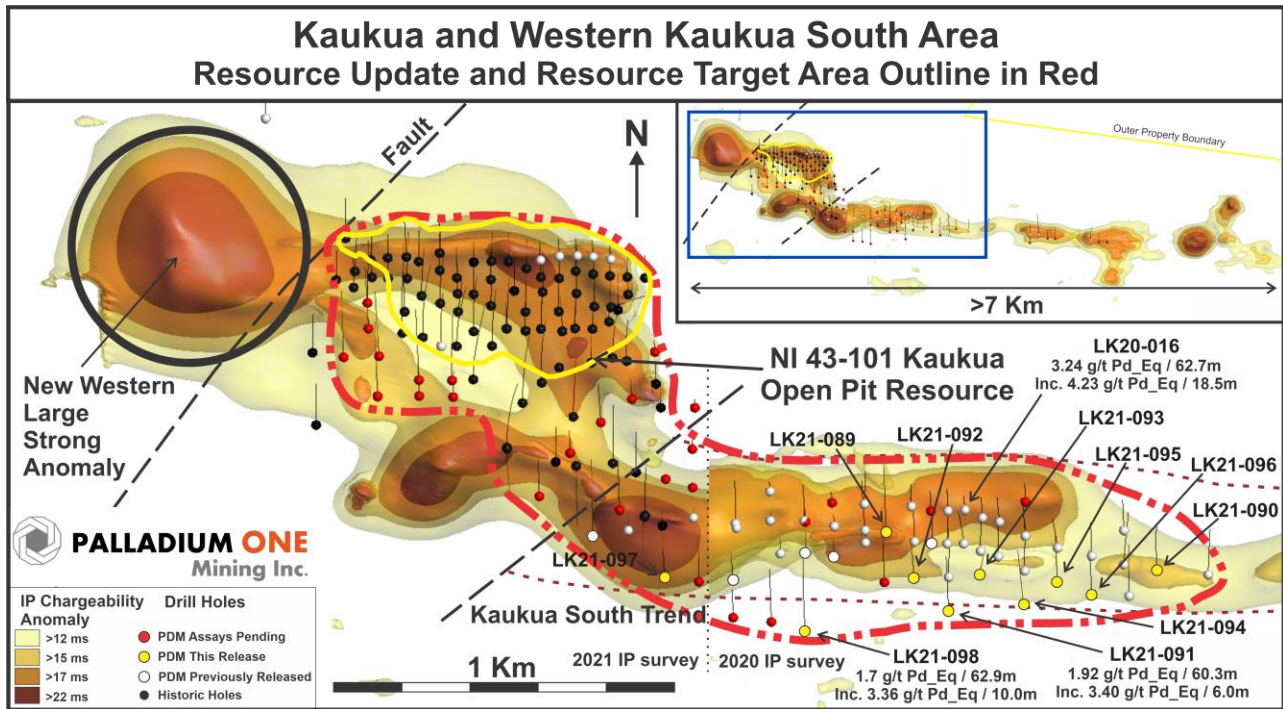 Kaukua and Western Kaukua South Area
Resource Update and Resource Target Area Outline in Red
Fault
N
Outer Property Boundary
>7 Km
New Western
Large
Strong
Anomaly
NI 43-101 Kaukua
Open Pit Resource
LK20-016
3.24 g/t Pd_Eq / 62.7m
Inc. 4.23 g/t Pd_Eq / 18.5m
LK21-089
LK21-092
LK21-093
LK21-095
LK21-096
LK21-090
LK21-097
Kaukua South Trend
LK21-094
LK21-098
1.7 g/t Pd_Eq / 62.9m
Inc. 3.36 g/t Pd_Eq / 10.0m
LK21-091
1.92 g/t Pd_Eq / 60.3m
Inc. 3.40 g/t Pd_Eq / 6.0m
1 Km
2021 IP survey
2020 IP survey
PALLADIUM ONE
Mining Inc.
IP Chargeability
Anomaly
>12 ms
>15 ms
>17 ms
>22 ms
Drill Holes
PDM Assays Pending
PDM This Release
PDM Previously Released
Historic Holes